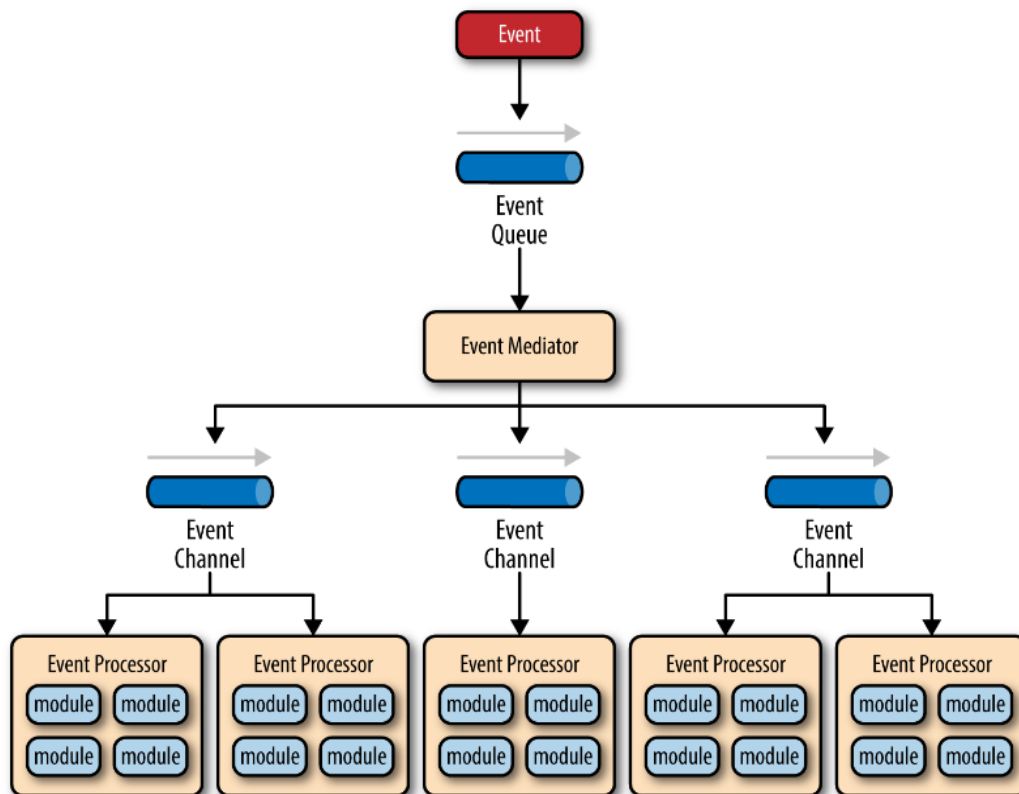 Event
Event
Queue
Event Mediator
Event
Channel
Event
Channel
Event
Channel
Event Processor
module module
module module
Event Processor
module module
module module
Event Processor
module module
module module
Event Processor
module module
module module
Event Processor
module module
module module